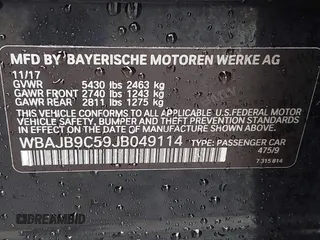 MFD BY BAYERISCHE MOTOREN WERKE AG
11/17
GVWR 5430 lbs 2463 kg
GAWR FRONT 2740 lbs 1243 kg
GAWR REAR 2811 lbs 1275 kg
THIS VEHICLE CONFORMS TO ALL APPLICABLE U.S.FEDERAL MOTOR
VEHICLE SAFETY, BUMPER, AND THEFT PREVENTION STANDARDS
IN EFFECT ON THE DATE OF MANUFACTURE SHOWN ABOVE.
WBAJB9C59JB049114 TYPE: PASSENGER CAR
475/9
7 315 814
DREAMBID